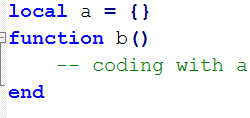 local a = {}
function b()
    -- coding with a
end